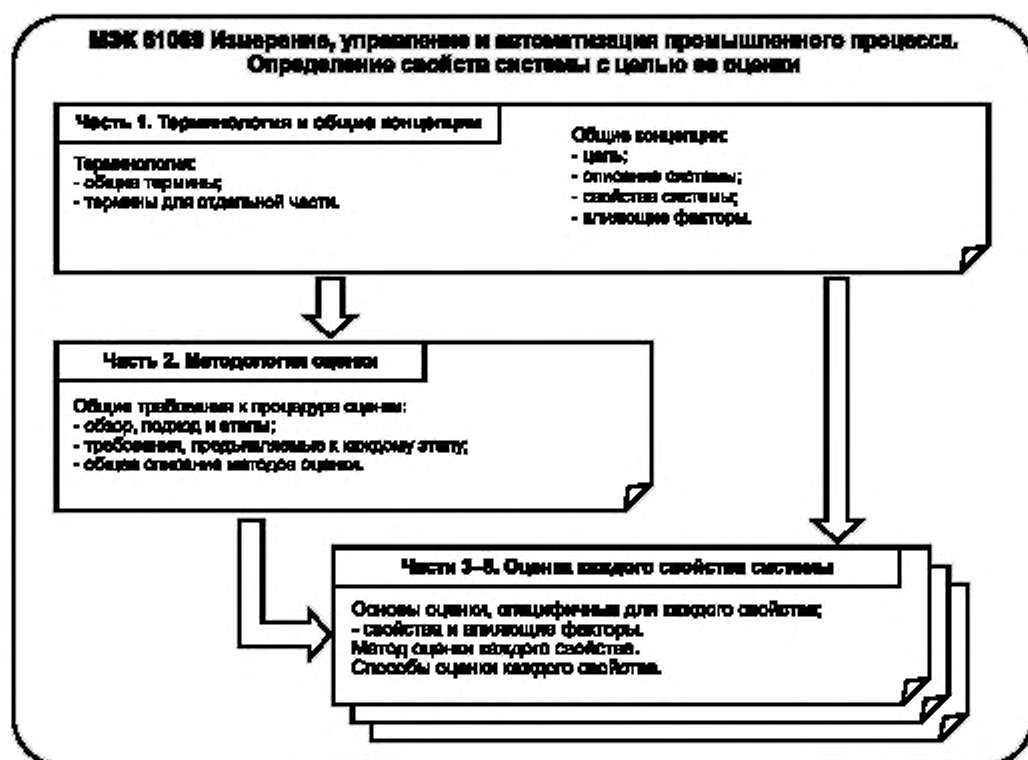 МЭК 61069 Измерение, управление и автоматизация промышленного процесса.
Определение свойств системы с целью ее оценки
Часть 1. Терминология и общие концепции
Терминология:
- общие термины;
- термины для отдельной части.
Общие концепции:
- цель;
- описание системы;
- свойства системы;
- влияющие факторы.
Часть 2. Методология оценки
Общие требования к процедуре оценки:
- обзор, подход и этапы;
- требования, предъявляемые к каждому этапу;
- общее описание методов оценки.
Части 3–8. Оценка каждого свойства системы
Основы оценки, специфичные для каждого свойства;
- свойства и влияющие факторы.
Метод оценки каждого свойства.
Способы оценки каждого свойства.